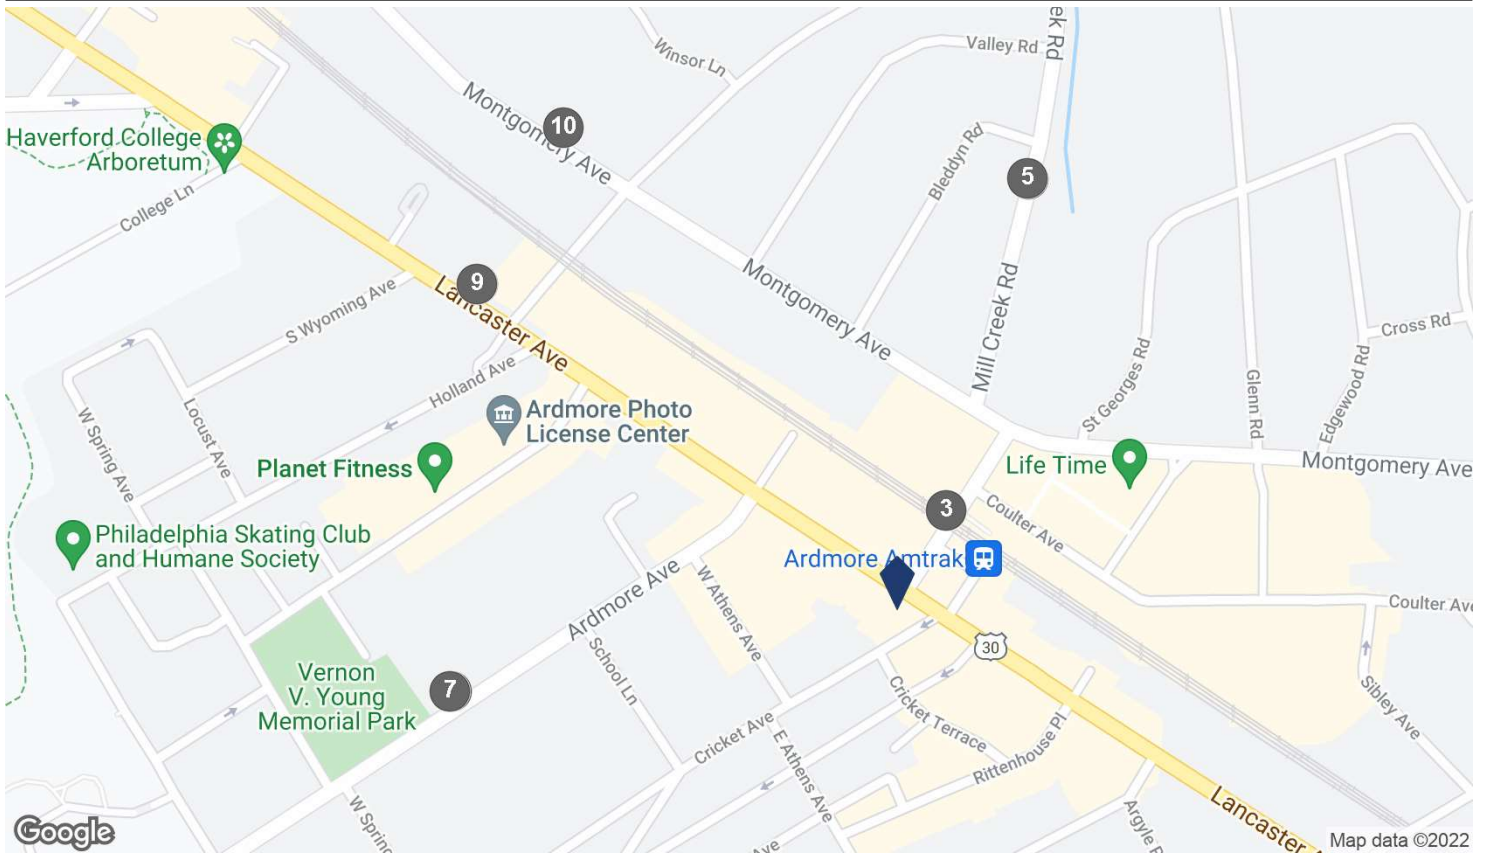 ek Rd
Valley Rd
Winsor Ln
Montgomery Ave
10
Haverford College
Arboretum
Bleddyn Rd
5
College Ln
9
Lancaster Ave
S Wyoming Ave
Montgomery Ave
Mill Creek Rd
Cross Rd
St Georges Rd
Glenn Rd
Edgewood Rd
Holland Ave
Locust Ave
W Spring Ave
Ardmore Photo
License Center
Planet Fitness
Life Time
Montgomery Ave
3
Coulter Ave
Philadelphia Skating Club
and Humane Society
Ardmore Amtrak
Ardmore Ave
W Athens Ave
Coulter Ave
30
School Ln
Vernon
V. Young
Memorial Park
7
Cricket Terrace
Sibley Ave
Cricket Ave
E Athens Ave
Rittenhouse Pl
W Spring
Lancaster
Argyle
Ave
Google
Map data ©2022